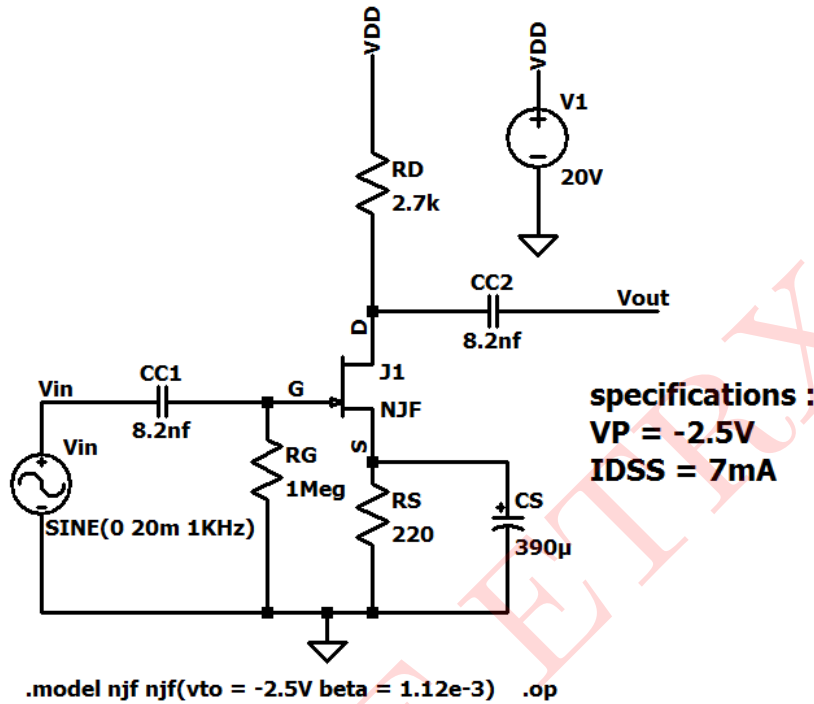 VDD
VDD
V1
20V
RD
2.7k
CC2
Vout
8.2nf
D
J1
NJF
CC1
Vin
G
8.2nf
Vin
S
RG
1Meg
RS
220
CS
390µ
SINE(0 20m 1KHz)
specifications :
VP = -2.5V
IDSS = 7mA
.model njf njf(vto = -2.5V beta = 1.12e-3) .op
ETRX